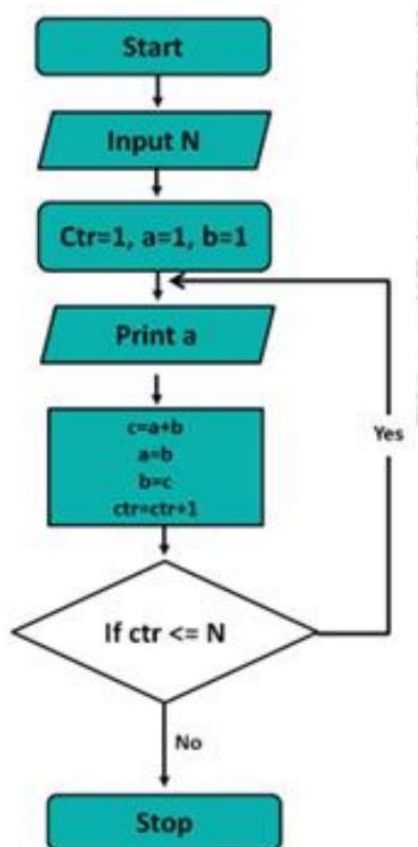 Start
Input N
Ctr=1, a=1, b=1
Print a
c=a+b
a=b
b=c
ctr=ctr+1
Yes
If ctr <= N
No
Stop